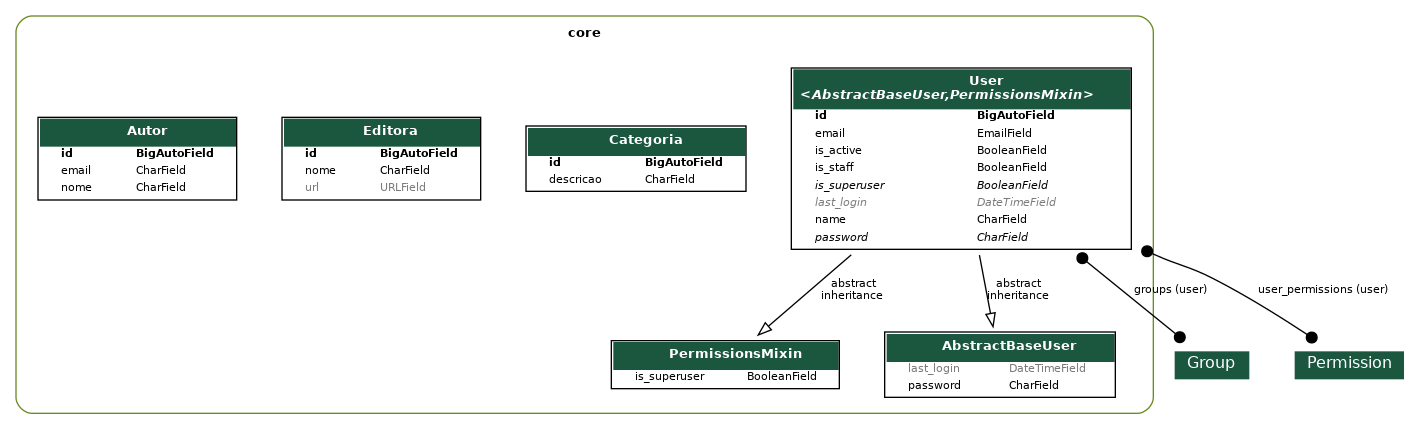 core
Autor
id BigAutoField
email CharField
nome CharField
Editora
id BigAutoField
nome CharField
url URLField
Categoria
id BigAutoField
descricao CharField
User
<AbstractBaseUser,PermissionsMixin>
id BigAutoField
email EmailField
is_active BooleanField
is_staff BooleanField
is_superuser BooleanField
last_login DateTimeField
name CharField
password CharField
abstract
inheritance
abstract
inheritance
groups (user)
user_permissions (user)
PermissionsMixin
is_superuser BooleanField
AbstractBaseUser
last_login DateTimeField
password CharField
Group
Permission